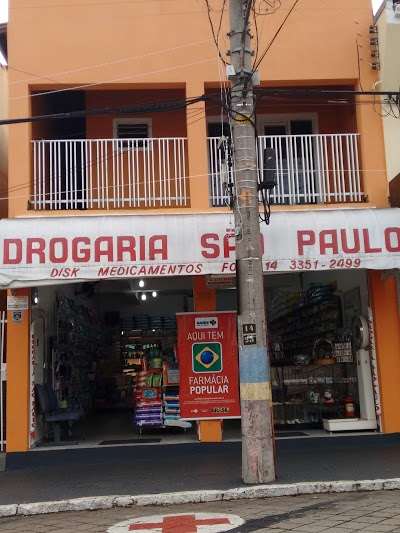 DROGARIA SÃO PAULO
DISK MEDICAMENTOS FO 14 3351-2499
AQUI TEM
FARMÁCIA
POPULAR